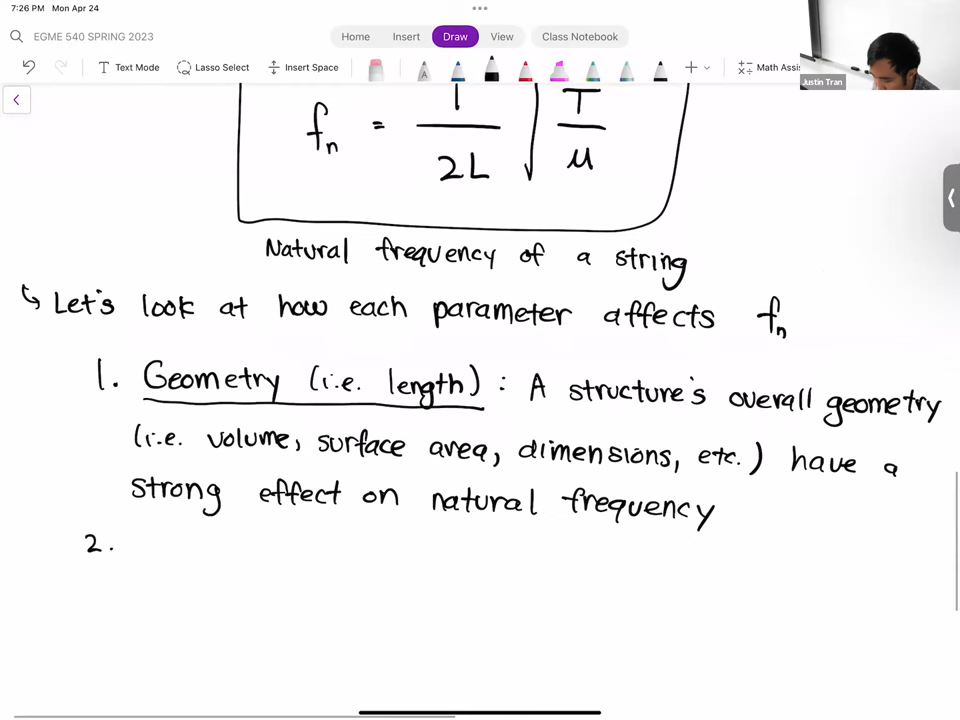 7:26 PM Mon Apr 24
EGME 540 SPRING 2023
Home Insert Draw View Class Notebook
Text Mode Lasso Select Insert Space Math Assis
Justin Tran
fn = 1 / 2L √ T / μ
Natural frequency of a string
↳ Let's look at how each parameter affects fn
1. Geometry (i.e. length) : A structure's overall geometry
(i.e. volume, surface area, dimensions, etc.) have a
strong effect on natural frequency
2.